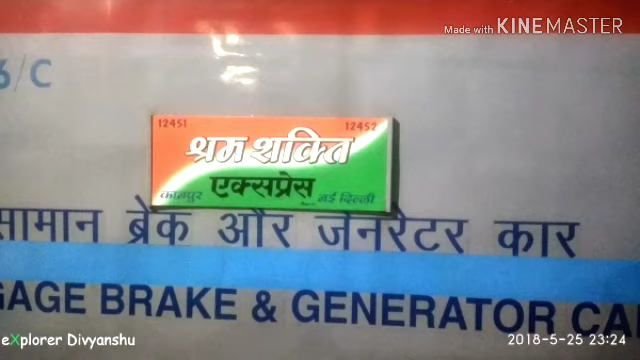 Made with KINEMASTER
6/C
12451 12452
श्रम शक्ति
एक्सप्रेस
कानपुर नई दिल्ली
सामान ब्रेक और जेनरेटर कार
GAGE BRAKE & GENERATOR CA
eXplorer Divyanshu
2018-5-25 23:24